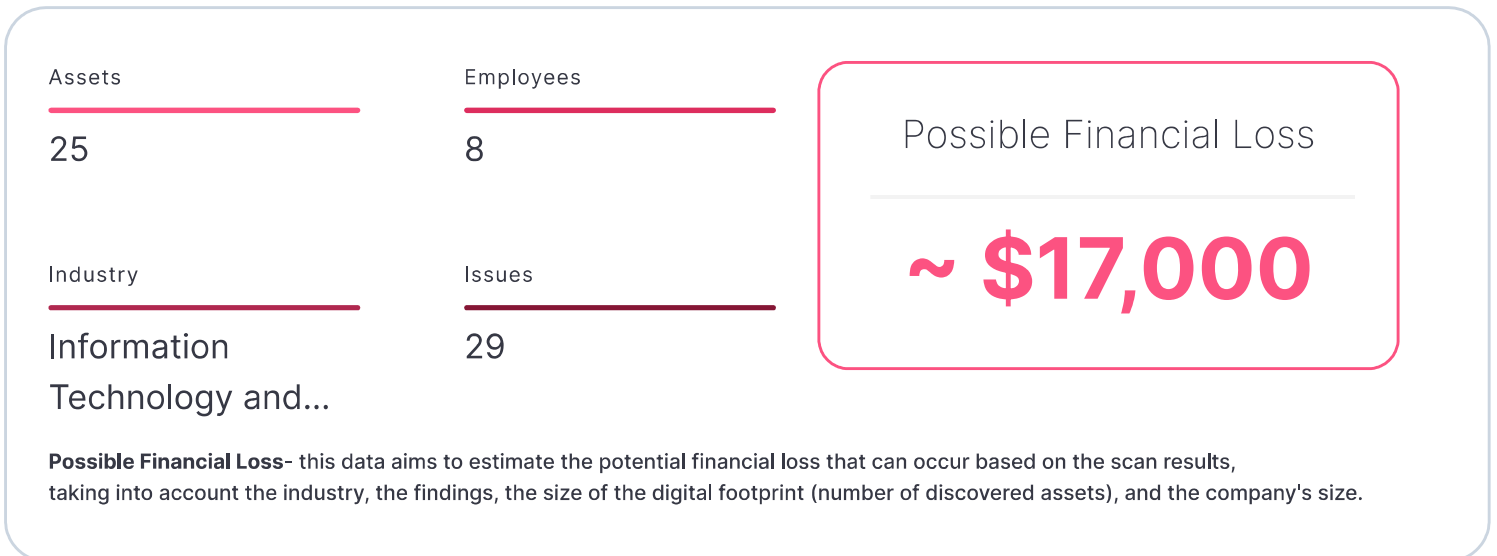 Assets
25
Employees
8
Industry
Information
Technology and...
Issues
29
Possible Financial Loss
~ $17,000
Possible Financial Loss- this data aims to estimate the potential financial loss that can occur based on the scan results,
taking into account the industry, the findings, the size of the digital footprint (number of discovered assets), and the company's size.